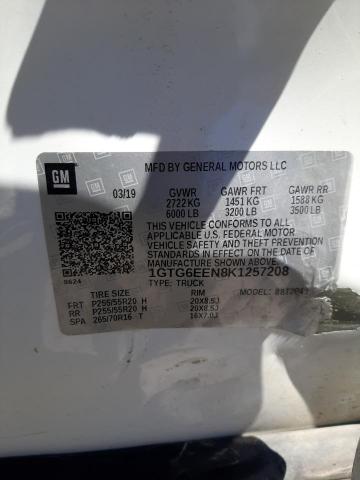 GM
MFD BY GENERAL MOTORS LLC
03/19 GVWR GAWR FRT GAWR RR
2722 KG 1451 KG 1588 KG
6000 LB 3200 LB 3500 LB
THIS VEHICLE CONFORMS TO ALL
APPLICABLE U.S. FEDERAL MOTOR
VEHICLE SAFETY STANDARDS
IN EFFECT ON THE DATE OF
MANUFACTURE SHOWN ABOVE.
1GTG6EEN8K1257208
TYPE: TRUCK
8624
TIRE SIZE RIM
FRT P255/55R20 H 20X8.5J
RR P255/55R20 H 20X8.5J
SPA 265/70R16 T 16X7.0J
MODEL: